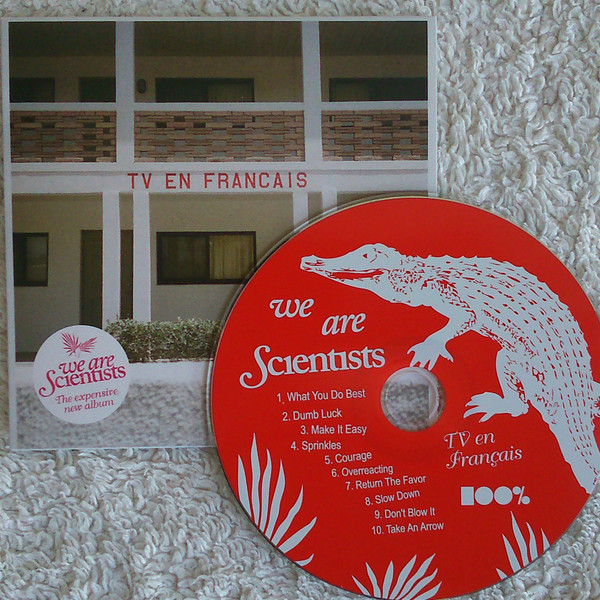 TV EN FRANCAIS
we are
Scientists
The expensive
new album
we
are
Scientists
1. What You Do Best
2. Dumb Luck
3. Make It Easy
4. Sprinkles
5. Courage
6. Overreacting
7. Return The Favor
8. Slow Down
9. Don't Blow It
10. Take An Arrow
TV en
Français
100%